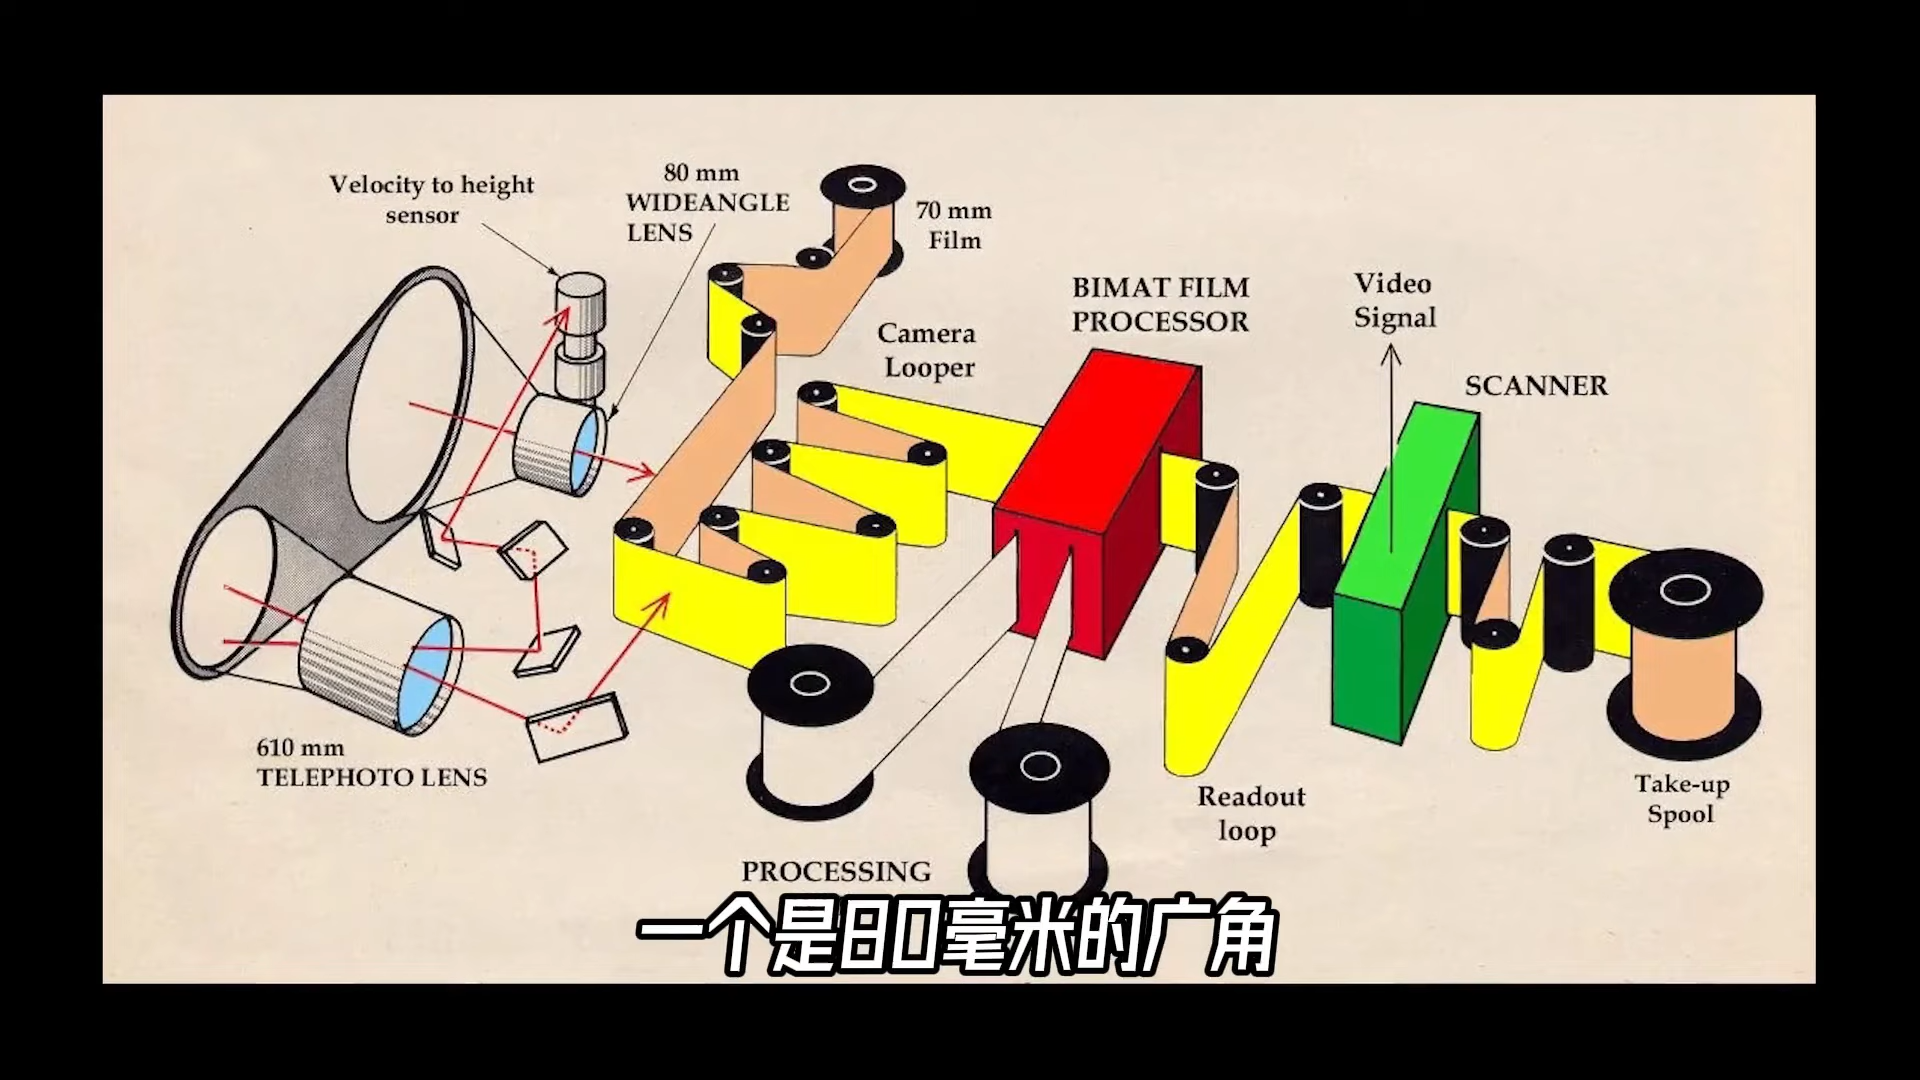 Velocity to height
sensor
80 mm
WIDEANGLE
LENS
70 mm
Film
Camera
Looper
BIMAT FILM
PROCESSOR
Video
Signal
SCANNER
610 mm
TELEPHOTO LENS
Readout
loop
Take-up
Spool
PROCESSING
一个是80毫米的广角